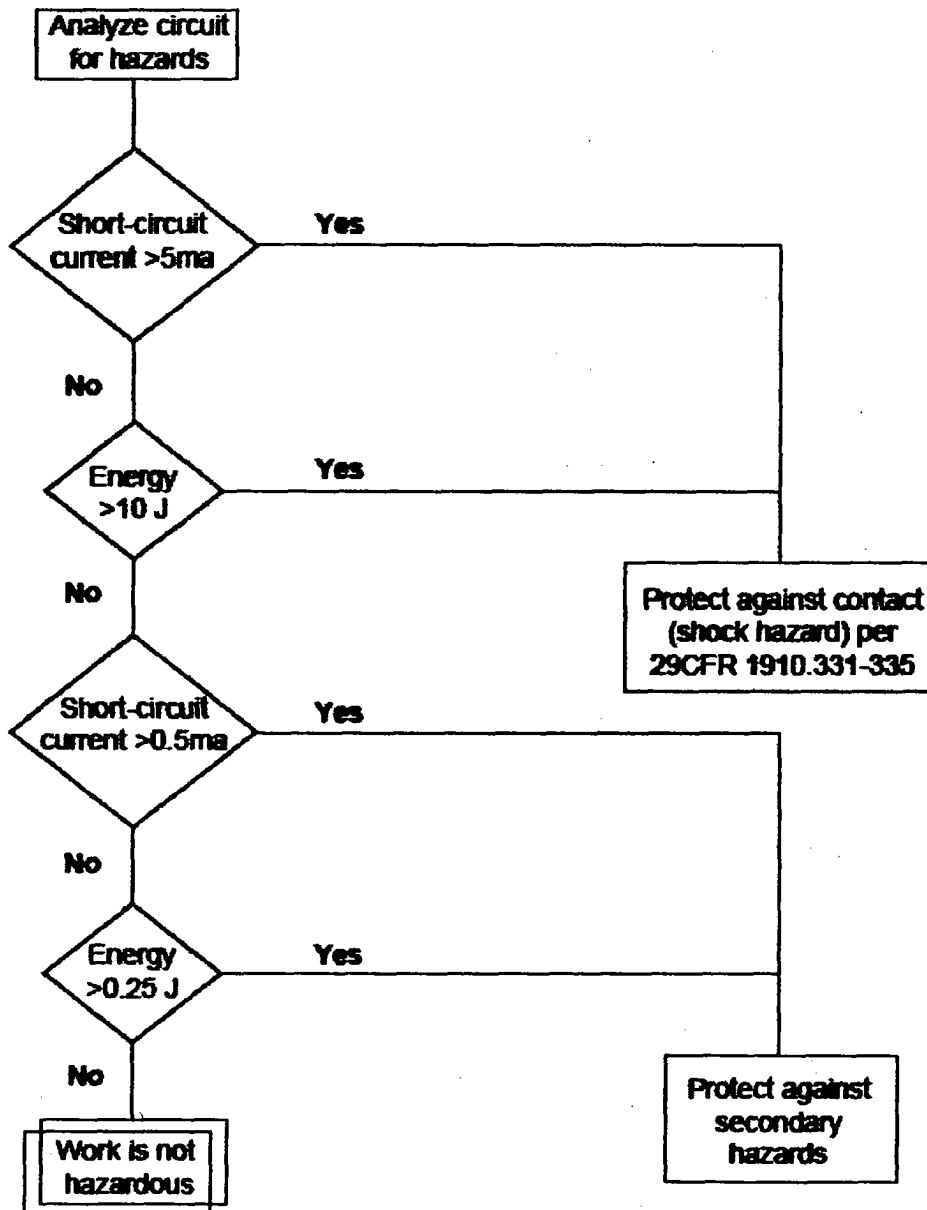 Analyze circuit
for hazards
Short-circuit
current >5ma
Yes
No
Energy
>10 J
Yes
No
Protect against contact
(shock hazard) per
29CFR 1910.331-335
Short-circuit
current >0.5ma
Yes
No
Energy
>0.25 J
Yes
No
Protect against
secondary
hazards
Work is not
hazardous